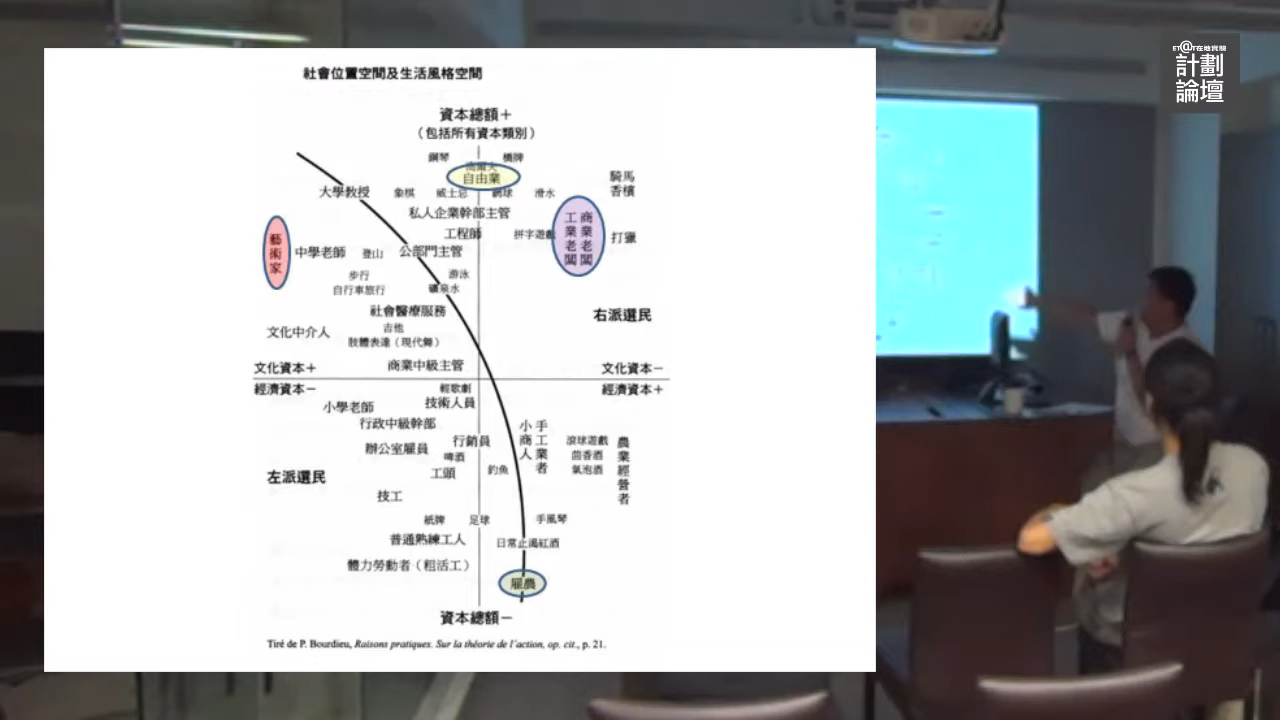 ET@T在地實驗
計劃
論壇
社會位置空間及生活風格空間
資本總額＋
（包括所有資本類別）
鋼琴 橋牌
自由業
騎馬
香檳
大學教授 象棋 威士忌 網球 滑水
私人企業幹部主管
工業老闆 商業老闆
工程師 拼字遊戲 打獵
藝術家
中學老師 登山 公部門主管
步行 游泳
自行車旅行 礦泉水
社會醫療服務 右派選民
文化中介人 吉他
肢體表達（現代舞）
文化資本＋ 商業中級主管 文化資本－
經濟資本－ 輕歌劇 經濟資本＋
小學老師 技術人員
行政中級幹部
小商人 手工業者
辦公室雇員 行銷員 滾球遊戲
農業經營者
啤酒 茴香酒
左派選民 工頭 釣魚 氣泡酒
技工
紙牌 足球 手風琴
普通熟練工人 日常止渴紅酒
體力勞動者（粗活工）
雇農
資本總額－
Tiré de P. Bourdieu, Raisons pratiques. Sur la théorie de l'action, op. cit., p. 21.